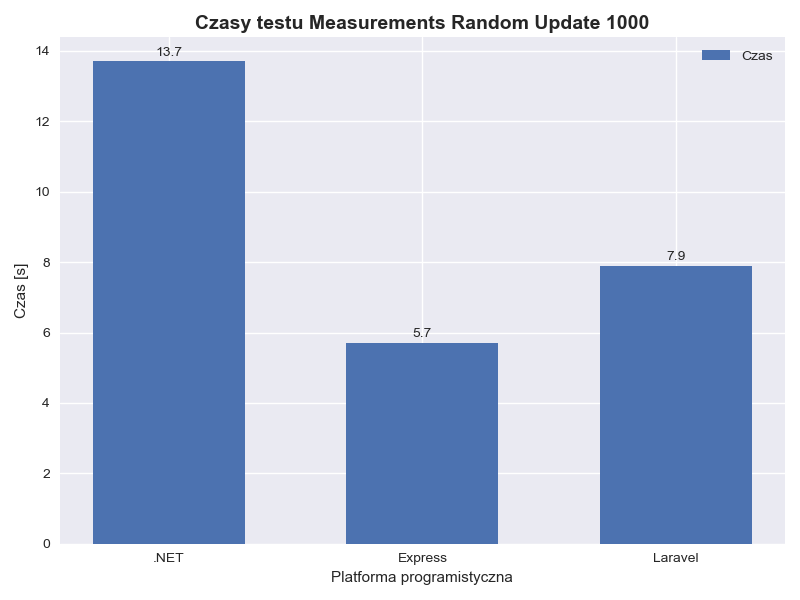 Czasy testu Measurements Random Update 1000
14
13.7
Czas
12
10
8
7.9
6
5.7
4
2
0
Czas [s]
.NET
Express
Laravel
Platforma programistyczna